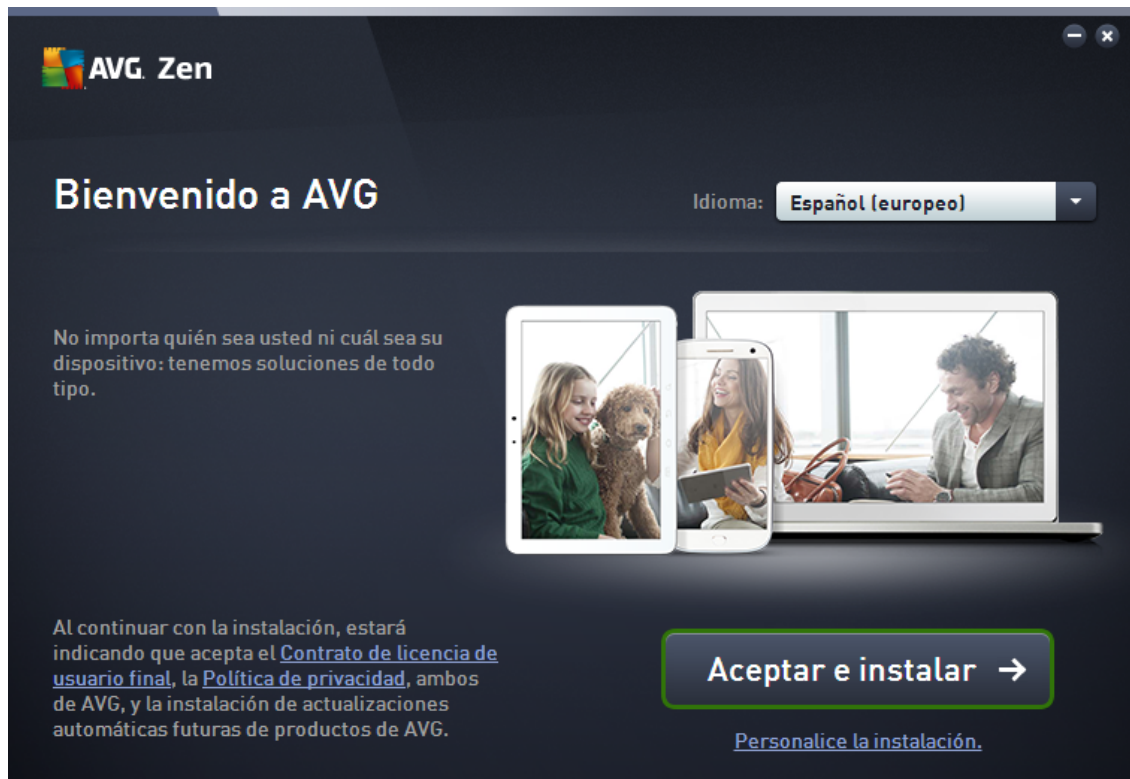 AVG Zen
Bienvenido a AVG
Idioma: Español (europeo)
No importa quién sea usted ni cuál sea su
dispositivo: tenemos soluciones de todo
tipo.
Al continuar con la instalación, estará
indicando que acepta el Contrato de licencia de
usuario final, la Política de privacidad, ambos
de AVG, y la instalación de actualizaciones
automáticas futuras de productos de AVG.
Aceptar e instalar →
Personalice la instalación.